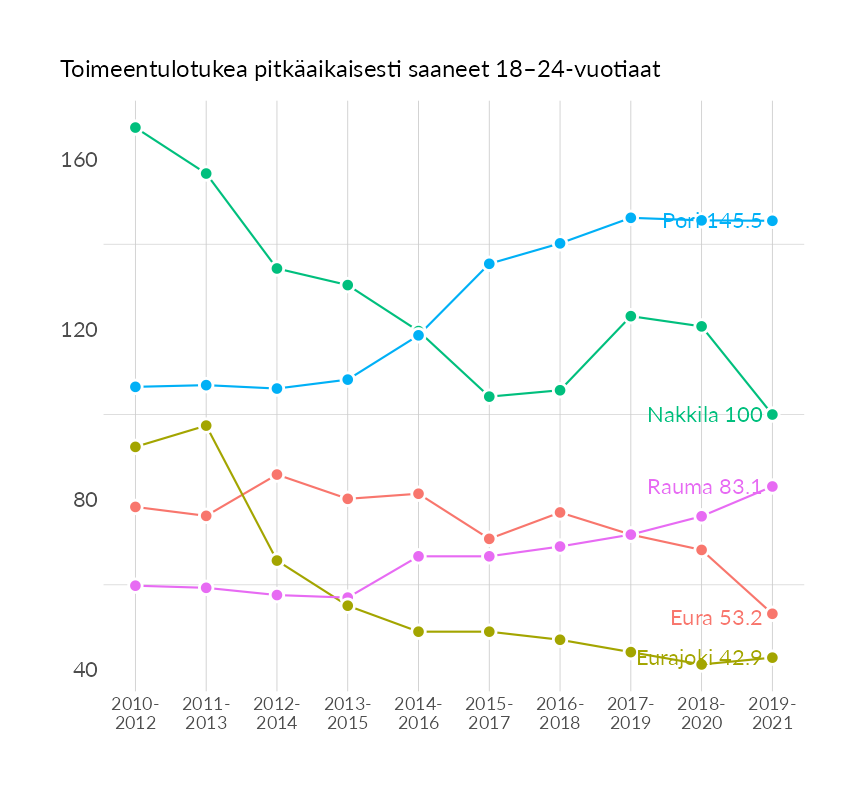 Toimeentulotukea pitkäaikaisesti saaneet 18–24-vuotiaat
160
120
80
40
Pori 145.5
Nakkila 100
Rauma 83.1
Eura 53.2
Eurajoki 42.9
2010- 2011- 2012- 2013- 2014- 2015- 2016- 2017- 2018- 2019-
2012 2013 2014 2015 2016 2017 2018 2019 2020 2021